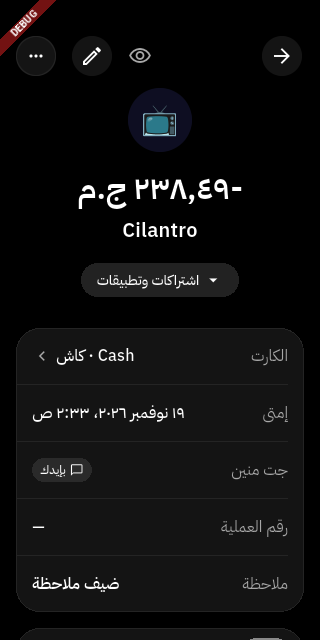 DEBUG
-٢٣٨,٤٩ ج.م
Cilantro
اشتراكات وتطبيقات
الكارت
كاش · Cash
إمتى
١٩ نوفمبر ٢٠٢٦، ٢:٣٣ ص
جت منين
بإيدك
رقم العملية
—
ملاحظة
ضيف ملاحظة